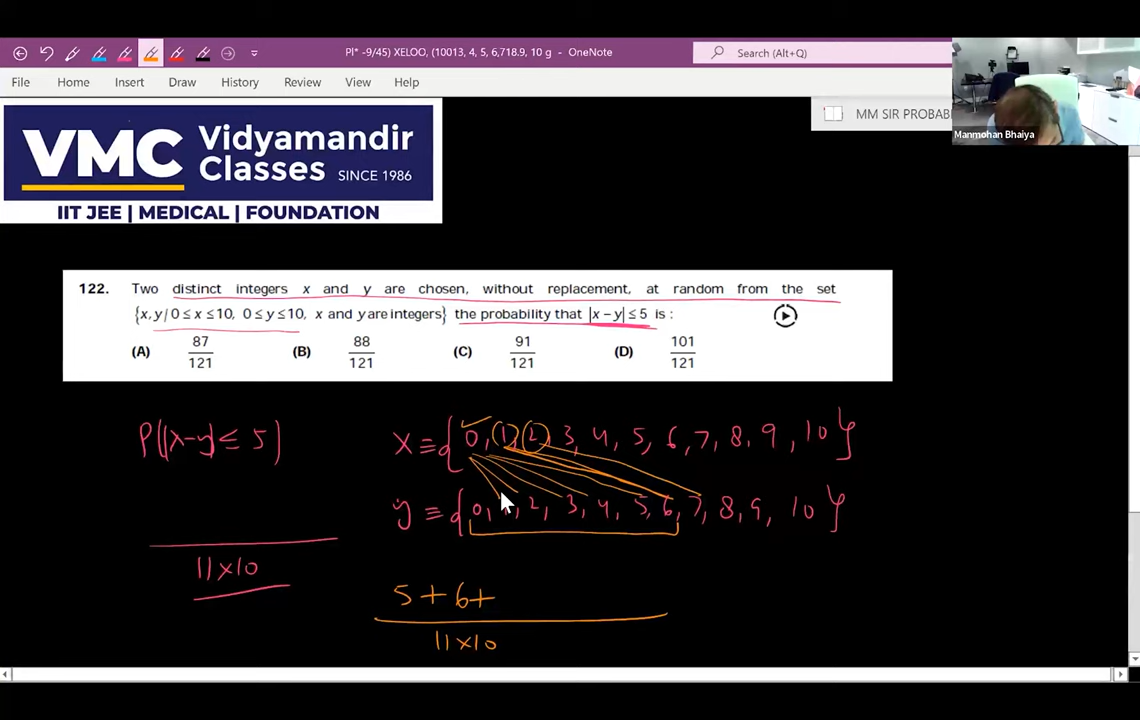 PI* -9/45) XELOO, (10013, 4, 5, 6,718.9, 10 g - OneNote
Search (Alt+Q)
File Home Insert Draw History Review View Help
MM SIR PROBAB
Manmohan Bhaiya
VMC Vidyamandir Classes SINCE 1986
IIT JEE | MEDICAL | FOUNDATION
122. Two distinct integers x and y are chosen, without replacement, at random from the set
{x, y / 0 ≤ x ≤ 10, 0 ≤ y ≤ 10, x and y are integers} the probability that |x − y| ≤ 5 is :
(A) 87/121 (B) 88/121 (C) 91/121 (D) 101/121
P(|x-y| ≤ 5)
x ≡ {0, 1, 2, 3, 4, 5, 6, 7, 8, 9, 10}
y ≡ {0, 1, 2, 3, 4, 5, 6, 7, 8, 9, 10}
11×10
5+6+
11×10